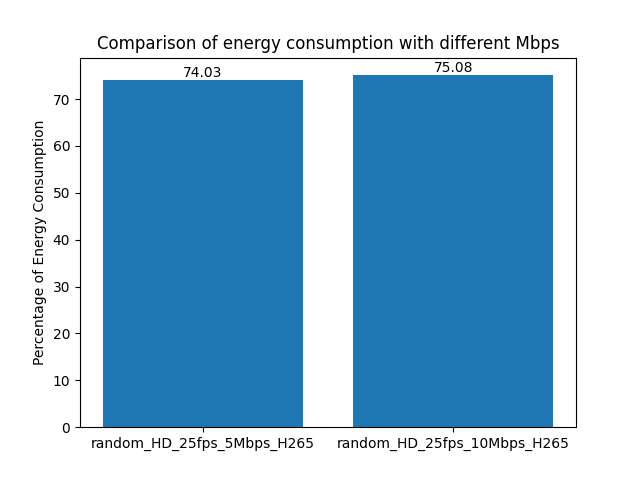 Comparison of energy consumption with different Mbps
74.03
75.08
Percentage of Energy Consumption
70
60
50
40
30
20
10
0
random_HD_25fps_5Mbps_H265
random_HD_25fps_10Mbps_H265